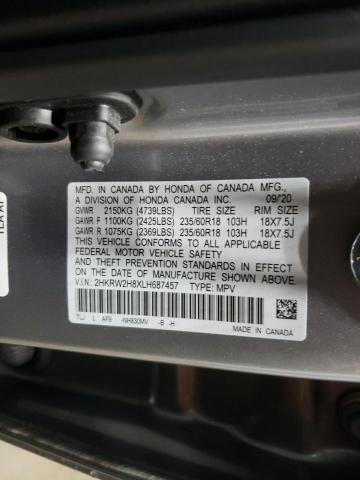 MFD. IN CANADA BY HONDA OF CANADA MFG.,
A DIVISION OF HONDA CANADA INC. 09/20
GVWR 2150KG (4739LBS) TIRE SIZE RIM SIZE
GAWR F 1100KG (2425LBS) 235/60R18 103H 18X7.5J
GAWR R 1075KG (2369LBS) 235/60R18 103H 18X7.5J
THIS VEHICLE CONFORMS TO ALL APPLICABLE
FEDERAL MOTOR VEHICLE SAFETY AND
THEFT PREVENTION STANDARDS IN EFFECT ON
THE DATE OF MANUFACTURE SHOWN ABOVE.
V.I.N: 2HKRW2H8XLH687457 TYPE: MPV
TLJ L AF9 -NH830MV -B -H
MADE IN CANADA